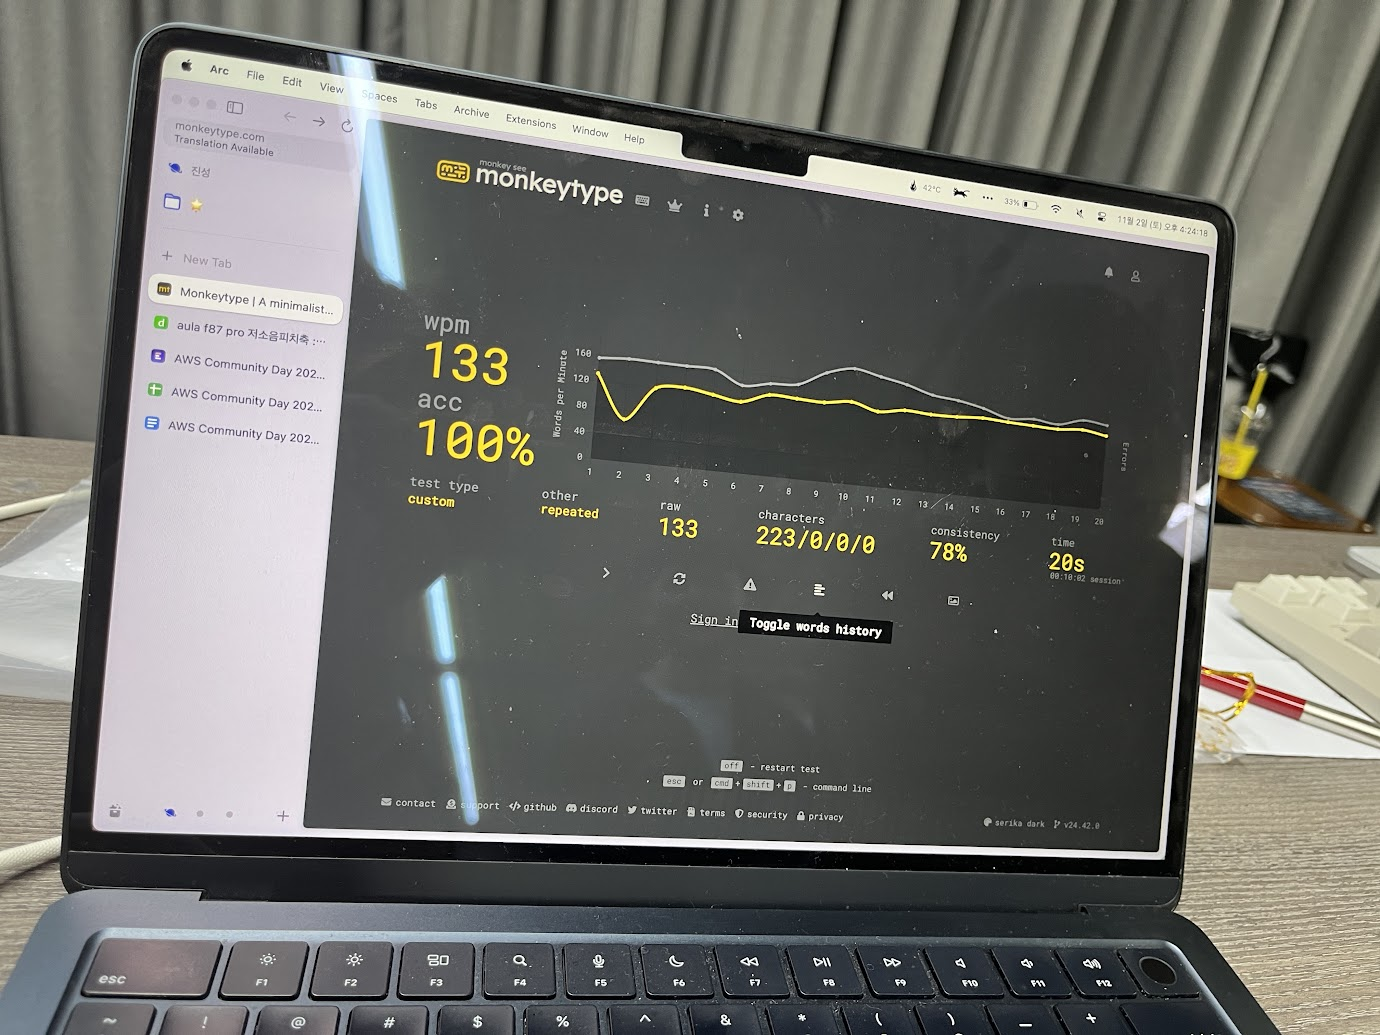 Arc File Edit View Spaces Tabs Archive Extensions Window Help
42°C ••• 33% 11월 2일 (토) 오후 4:24:18
monkeytype.com
Translation Available
진성
+ New Tab
mt Monkeytype | A minimalist...
d aula f87 pro 저소음피치축 :...
AWS Community Day 202...
AWS Community Day 202...
AWS Community Day 202...
monkey see
monkeytype
wpm
133
acc
100%
Words per Minute
160
120
80
40
0
1 2 3 4 5 6 7 8 9 10 11 12 13 14 15 16 17 18 19 20
Errors
test type
custom
other
repeated
raw
133
characters
223/0/0/0
consistency
78%
time
20s
00:10:02 session
Sign in
Toggle words history
off - restart test
esc or cmd + shift + p - command line
contact support github discord twitter terms security privacy
serika dark v24.42.0
esc F1 F2 F3 F4 F5 F6 F7 F8 F9 F10 F11 F12
~ ! @ # $ % ^ & * ( ) — +